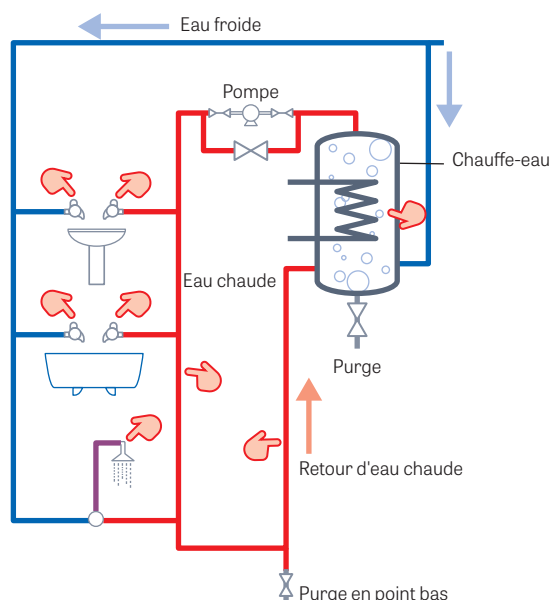 Eau froide
Pompe
Chauffe-eau
Eau chaude
Purge
Retour d'eau chaude
Purge en point bas